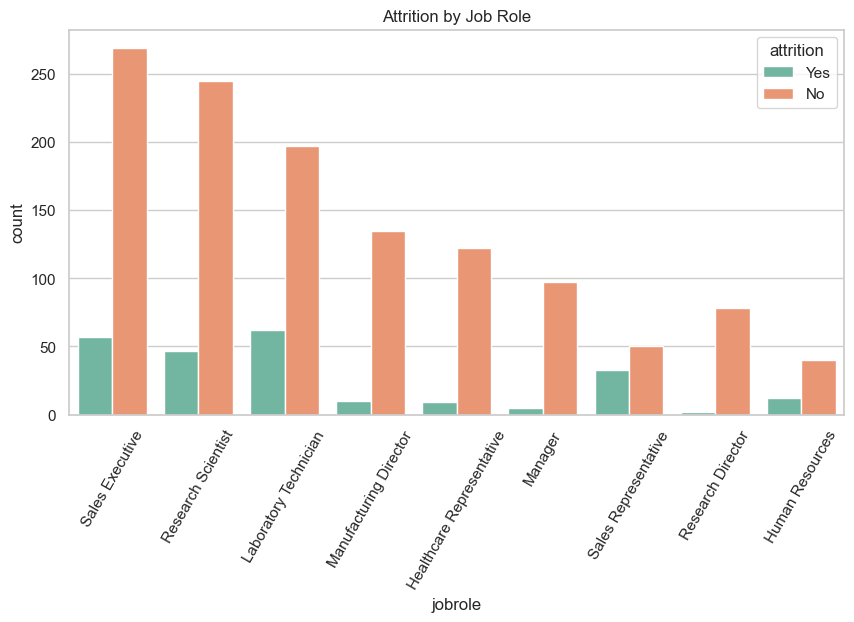 Attrition by Job Role
attrition
Yes
No
count
250
200
150
100
50
0
Sales Executive
Research Scientist
Laboratory Technician
Manufacturing Director
Healthcare Representative
Manager
Sales Representative
Research Director
Human Resources
jobrole